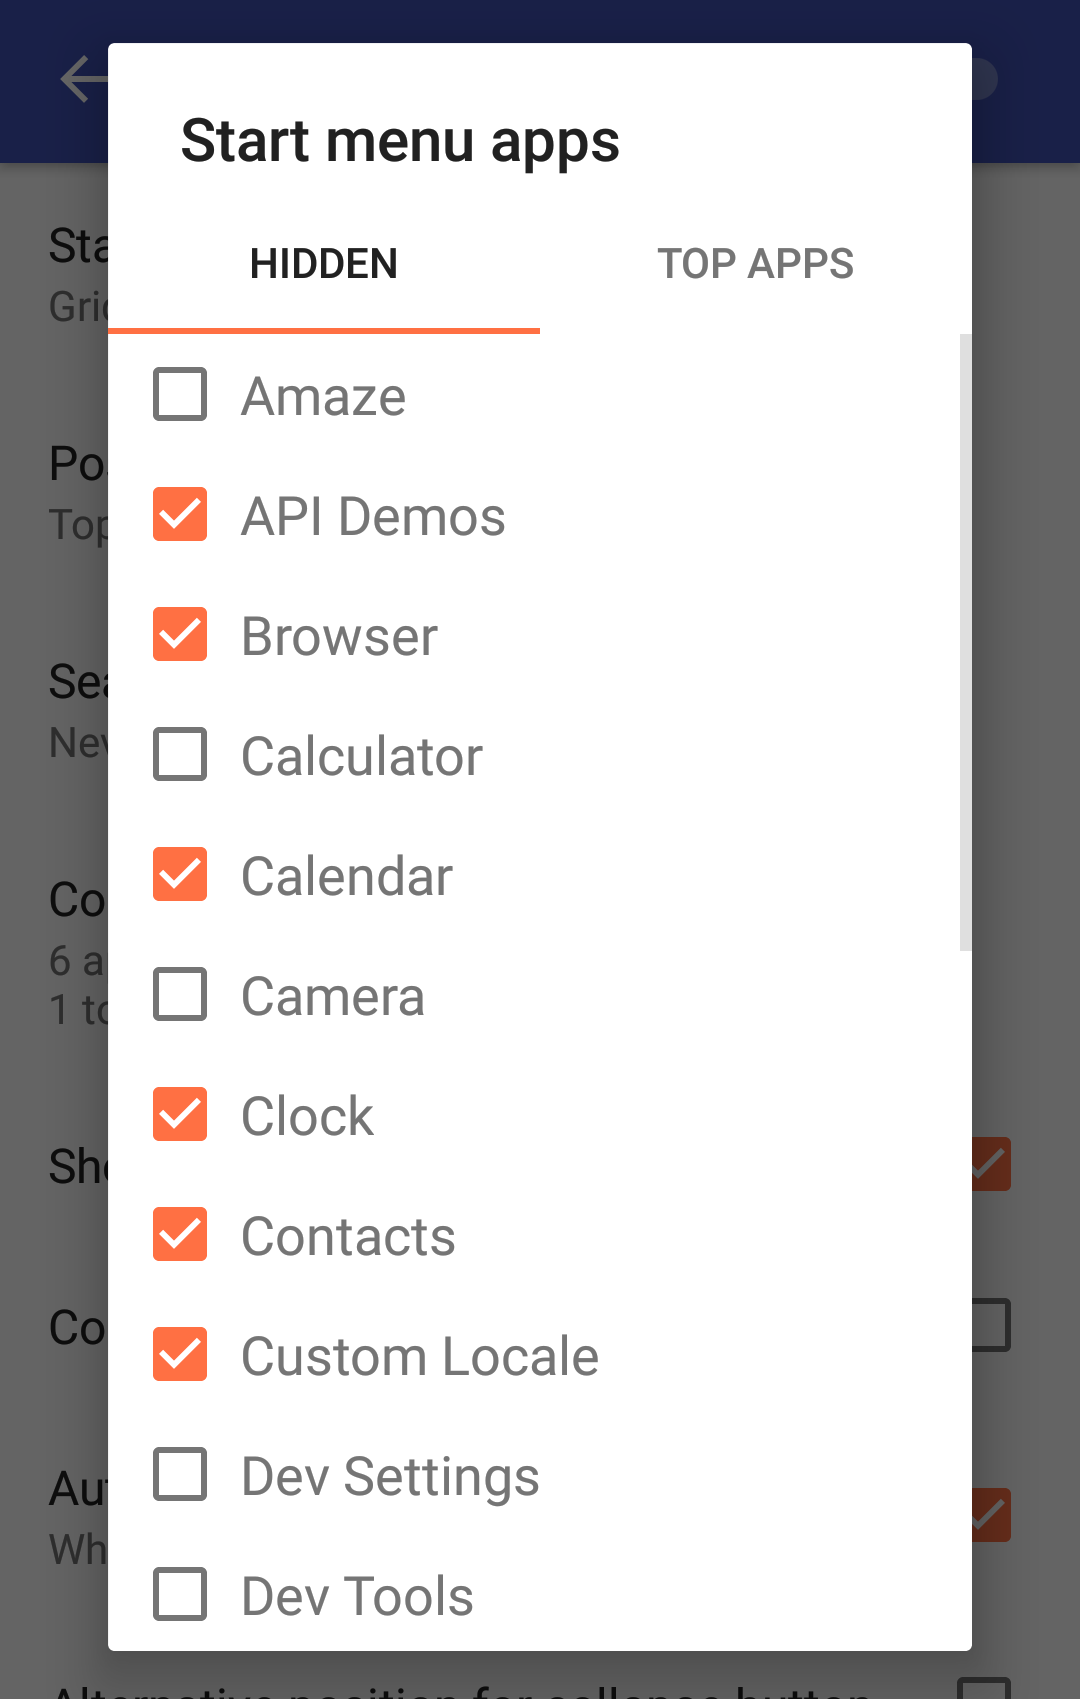 Start menu apps
HIDDEN
TOP APPS
Amaze
API Demos
Browser
Calculator
Calendar
Camera
Clock
Contacts
Custom Locale
Dev Settings
Dev Tools
6 a